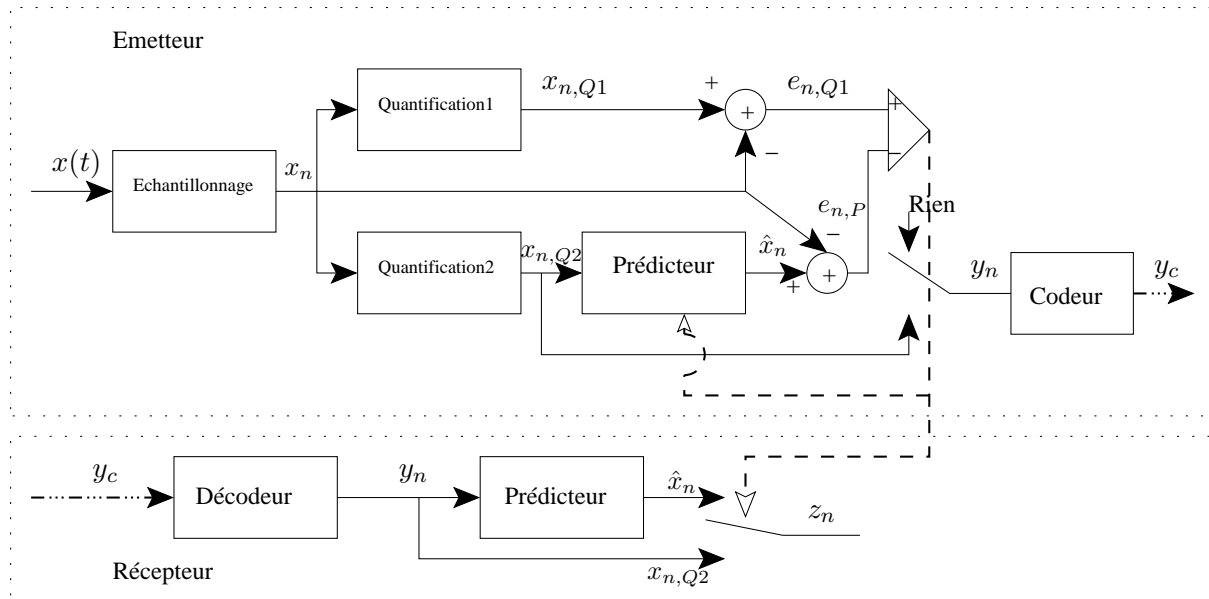 Emetteur
x(t)
Echantillonnage
x_n
Quantification1
x_{n,Q1}
+
+
−
e_{n,Q1}
+
−
Quantification2
x_{n,Q2}
Prédicteur
x̂_n
+
+
−
e_{n,P}
Rien
y_n
Codeur
y_c
y_c
Décodeur
y_n
Prédicteur
x̂_n
z_n
x_{n,Q2}
Récepteur